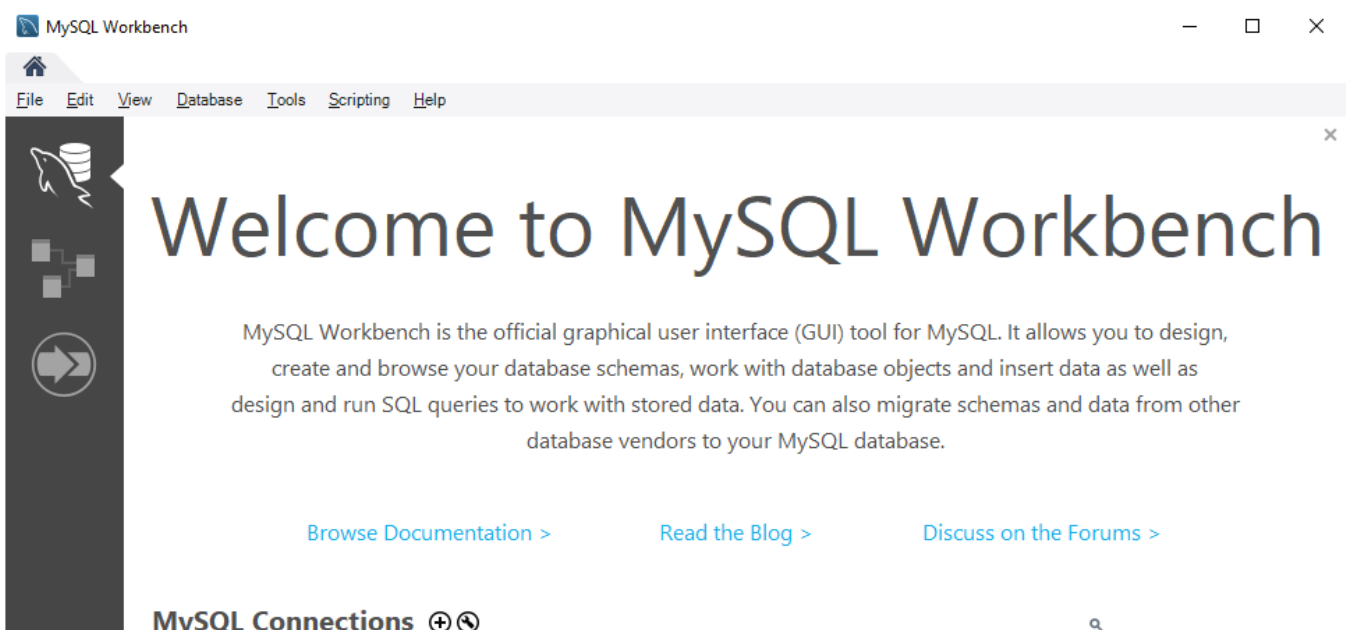 MySQL Workbench
File Edit View Database Tools Scripting Help
Welcome to MySQL Workbench
MySQL Workbench is the official graphical user interface (GUI) tool for MySQL. It allows you to design,
create and browse your database schemas, work with database objects and insert data as well as
design and run SQL queries to work with stored data. You can also migrate schemas and data from other
database vendors to your MySQL database.
Browse Documentation > Read the Blog > Discuss on the Forums >
MySQL Connections